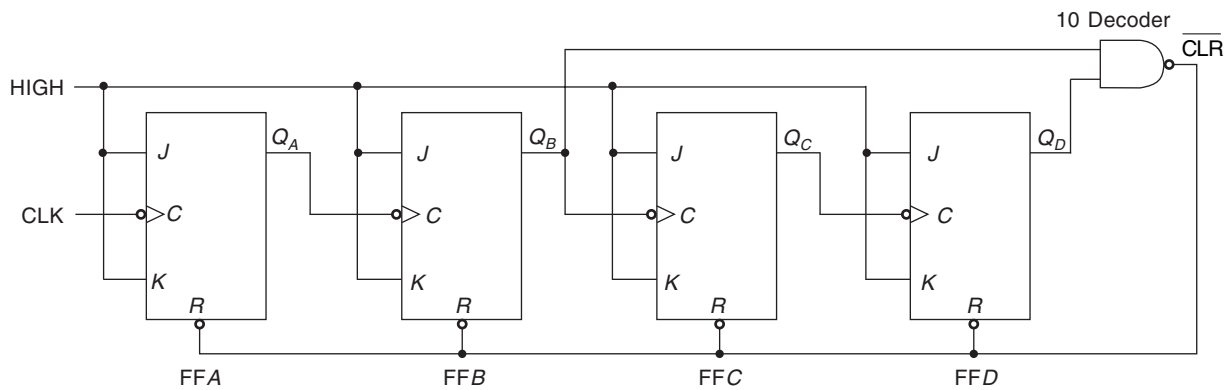 10 Decoder
CLR
HIGH
Q_A Q_B Q_C Q_D
J J J J
CLK C C C C
K K K K
R R R R
FFA FFB FFC FFD